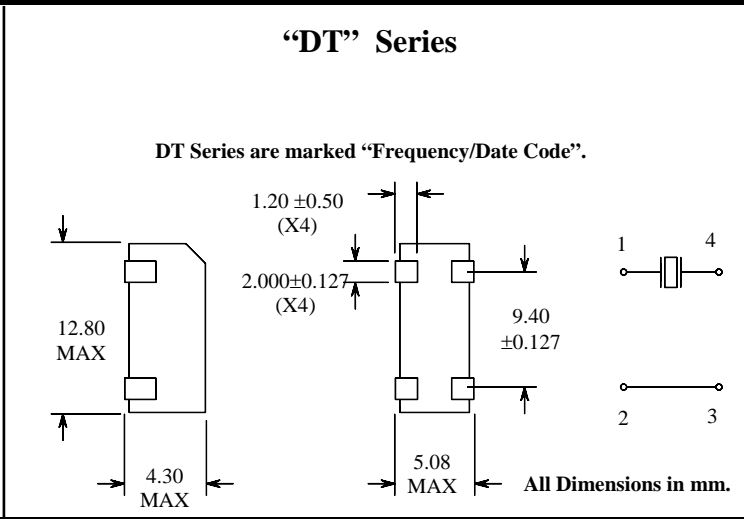 “DT” Series
DT Series are marked “Frequency/Date Code”.
1.20 ±0.50
(X4)
2.000±0.127
(X4)
12.80
MAX
9.40
±0.127
1
4
2
3
4.30
MAX
5.08
MAX
All Dimensions in mm.